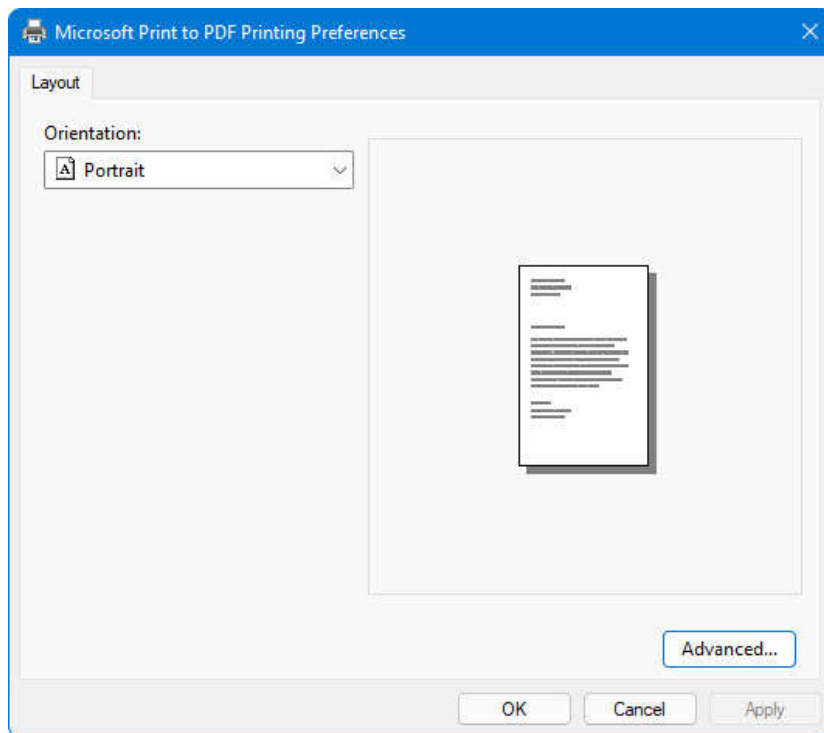 Microsoft Print to PDF Printing Preferences
Layout
Orientation:
A Portrait
Advanced...
OK Cancel Apply